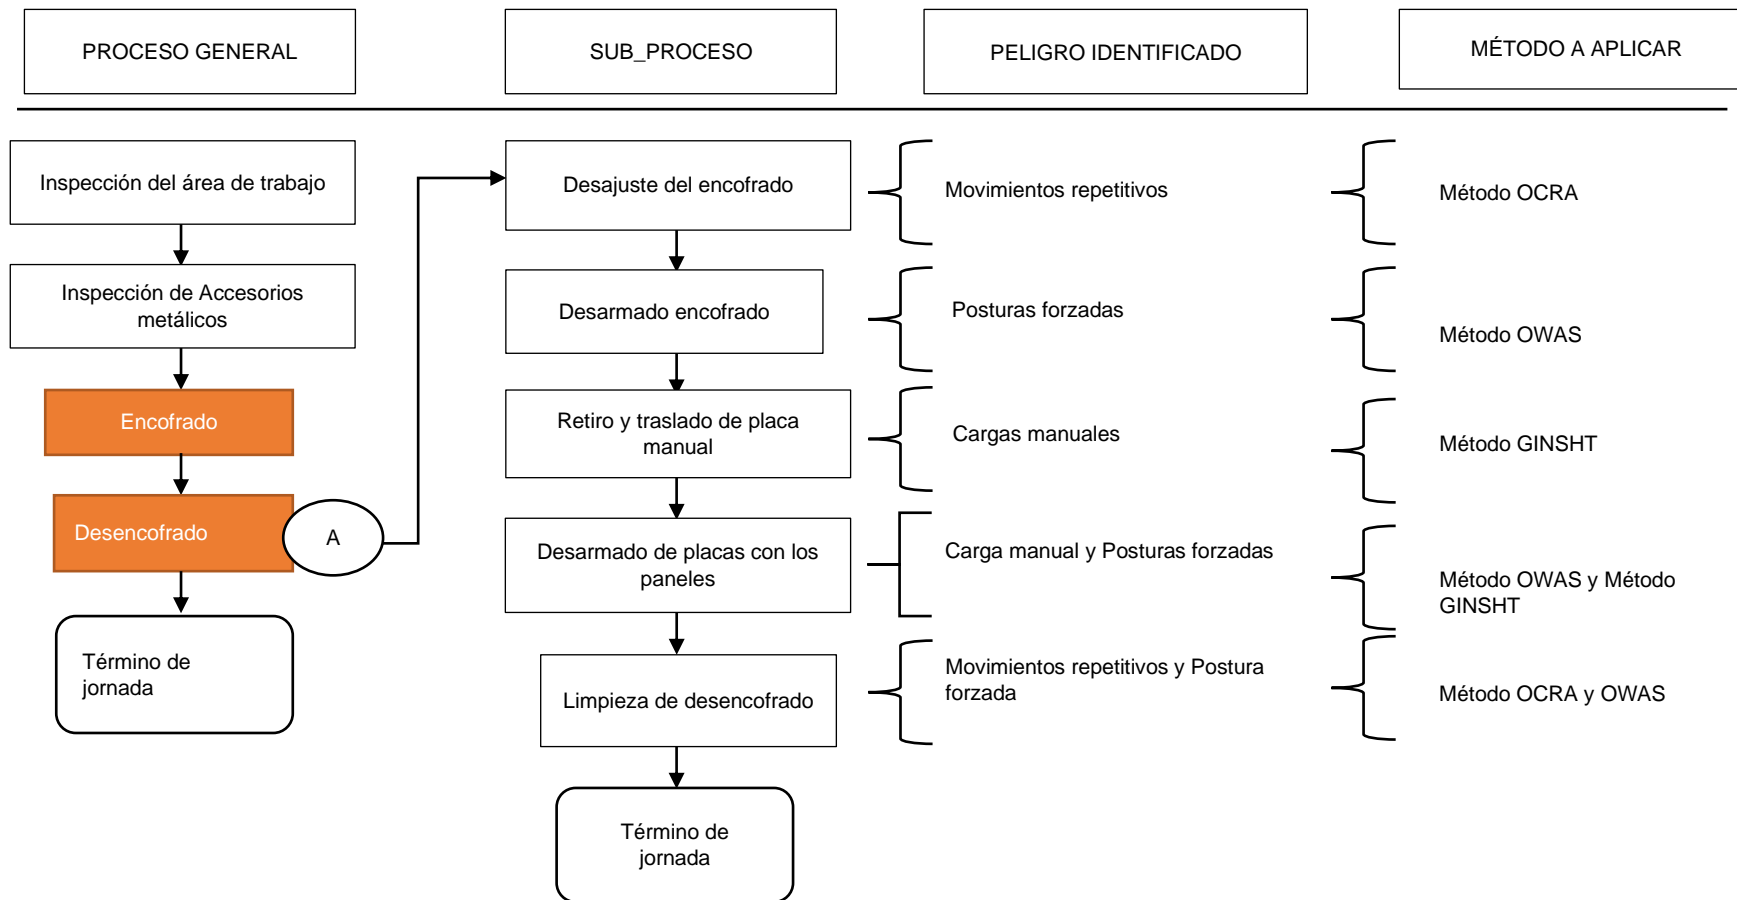 PROCESO GENERAL
SUB_PROCESO
PELIGRO IDENTIFICADO
MÉTODO A APLICAR
Inspección del área de trabajo
Inspección de Accesorios
metálicos
Encofrado
Desencofrado
A
Término de
jornada
Desajuste del encofrado
Movimientos repetitivos
Método OCRA
Desarmado encofrado
Posturas forzadas
Método OWAS
Retiro y traslado de placa
manual
Cargas manuales
Método GINSHT
Desarmado de placas con los
paneles
Carga manual y Posturas forzadas
Método OWAS y Método
GINSHT
Limpieza de desencofrado
Movimientos repetitivos y Postura
forzada
Método OCRA y OWAS
Término de
jornada